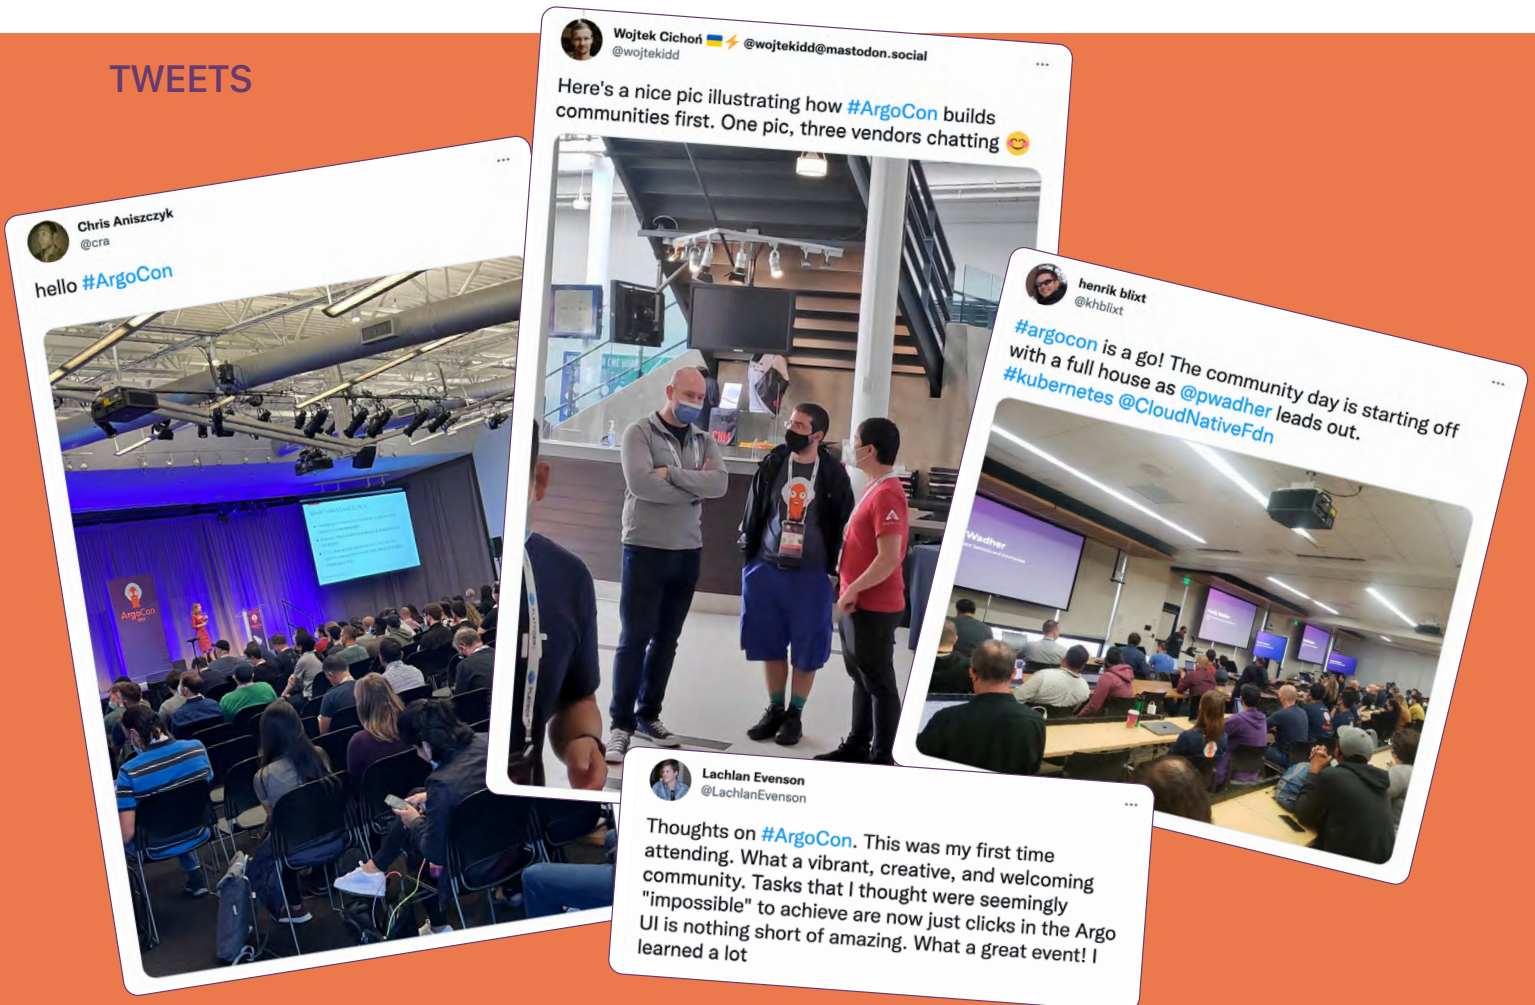 TWEETS
Chris Aniszczyk
@cra
hello #ArgoCon
WHAT MAKES ARGO TICK
ArgoCon
Wojtek Cichoń 🇺🇦⚡ @wojtekidd@mastodon.social
@wojtekidd
Here's a nice pic illustrating how #ArgoCon builds
communities first. One pic, three vendors chatting 😊
henrik blixt
@khblixt
#argocon is a go! The community day is starting off
with a full house as @pwadher leads out.
#kubernetes @CloudNativeFdn
Wadher
Lachlan Evenson
@LachlanEvenson
Thoughts on #ArgoCon. This was my first time
attending. What a vibrant, creative, and welcoming
community. Tasks that I thought were seemingly
"impossible" to achieve are now just clicks in the Argo
UI is nothing short of amazing. What a great event! I
learned a lot